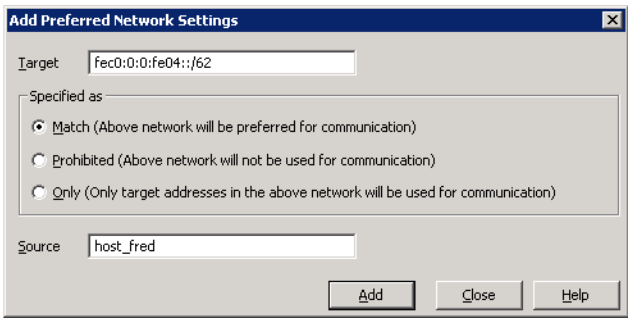 Add Preferred Network Settings
Target fec0:0:0:fe04::/62
Specified as
Match (Above network will be preferred for communication)
Prohibited (Above network will not be used for communication)
Only (Only target addresses in the above network will be used for communication)
Source host_fred
Add Close Help